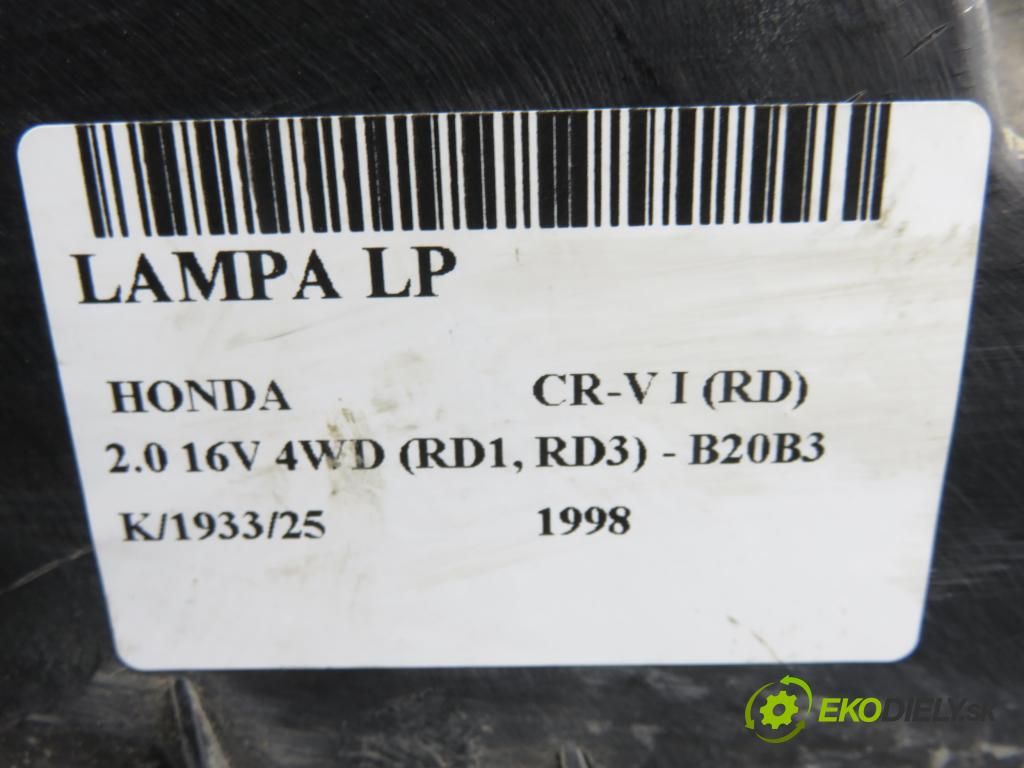 LAMPA LP
HONDA CR-V I (RD)
2.0 16V 4WD (RD1, RD3) - B20B3
K/1933/25 1998
EKODIELY.sk